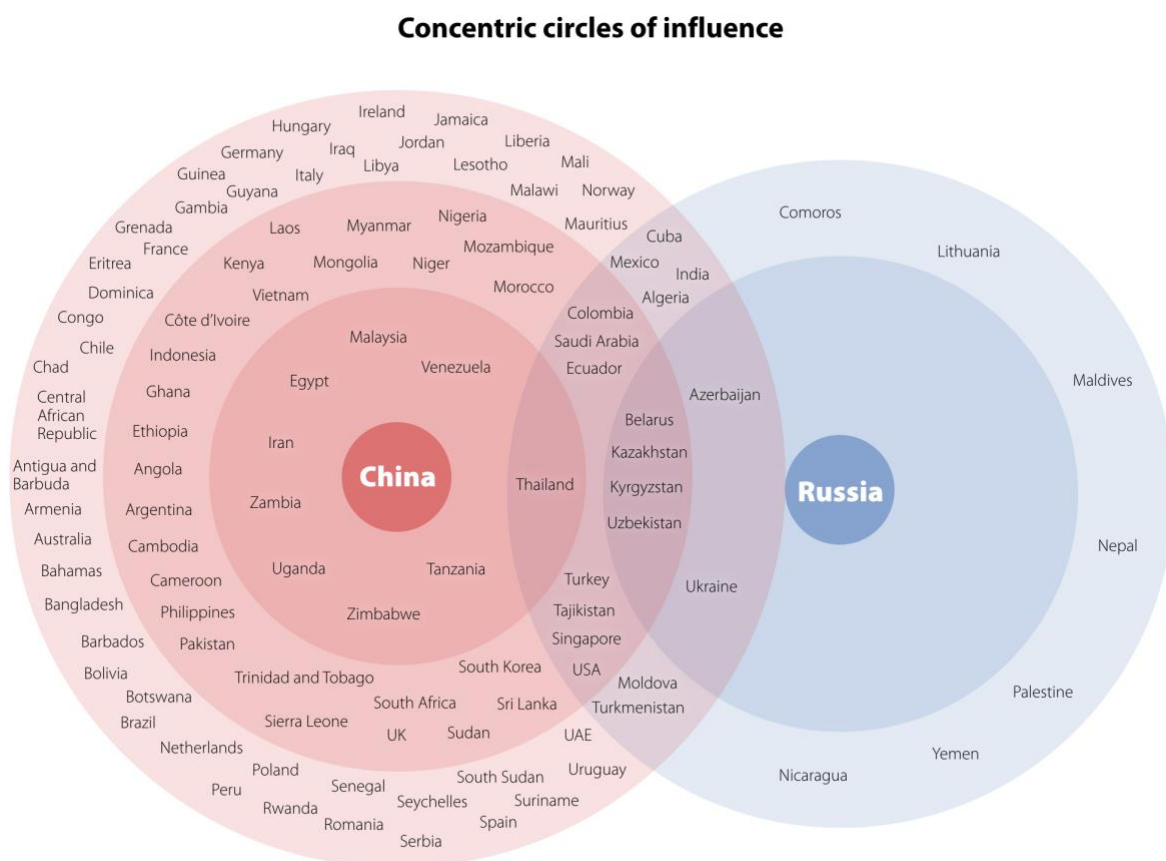 Concentric circles of influence
Ireland
Jamaica
Hungary
Jordan
Liberia
Germany
Iraq
Mali
Guinea
Italy
Libya
Lesotho
Guyana
Malawi
Norway
Gambia
Grenada
Mauritius
France
Eritrea
Dominica
Congo
Chile
Chad
Central
African
Republic
Antigua and
Barbuda
Armenia
Australia
Bahamas
Bangladesh
Barbados
Bolivia
Botswana
Brazil
Netherlands
Poland
Peru
Senegal
Rwanda
Romania
Seychelles
Serbia
South Sudan
Suriname
Spain
Uruguay
UAE
Laos
Myanmar
Nigeria
Mozambique
Kenya
Mongolia
Niger
Morocco
Vietnam
Côte d’Ivoire
Indonesia
Ghana
Ethiopia
Angola
Argentina
Cambodia
Cameroon
Philippines
Pakistan
Trinidad and Tobago
South Korea
South Africa
Sri Lanka
Sierra Leone
UK
Sudan
Malaysia
Venezuela
Egypt
Iran
Zambia
Uganda
Tanzania
Zimbabwe
China
Cuba
Mexico
India
Algeria
Colombia
Saudi Arabia
Ecuador
Azerbaijan
Belarus
Kazakhstan
Thailand
Kyrgyzstan
Uzbekistan
Turkey
Ukraine
Tajikistan
Singapore
USA
Moldova
Turkmenistan
Russia
Comoros
Lithuania
Maldives
Nepal
Palestine
Yemen
Nicaragua